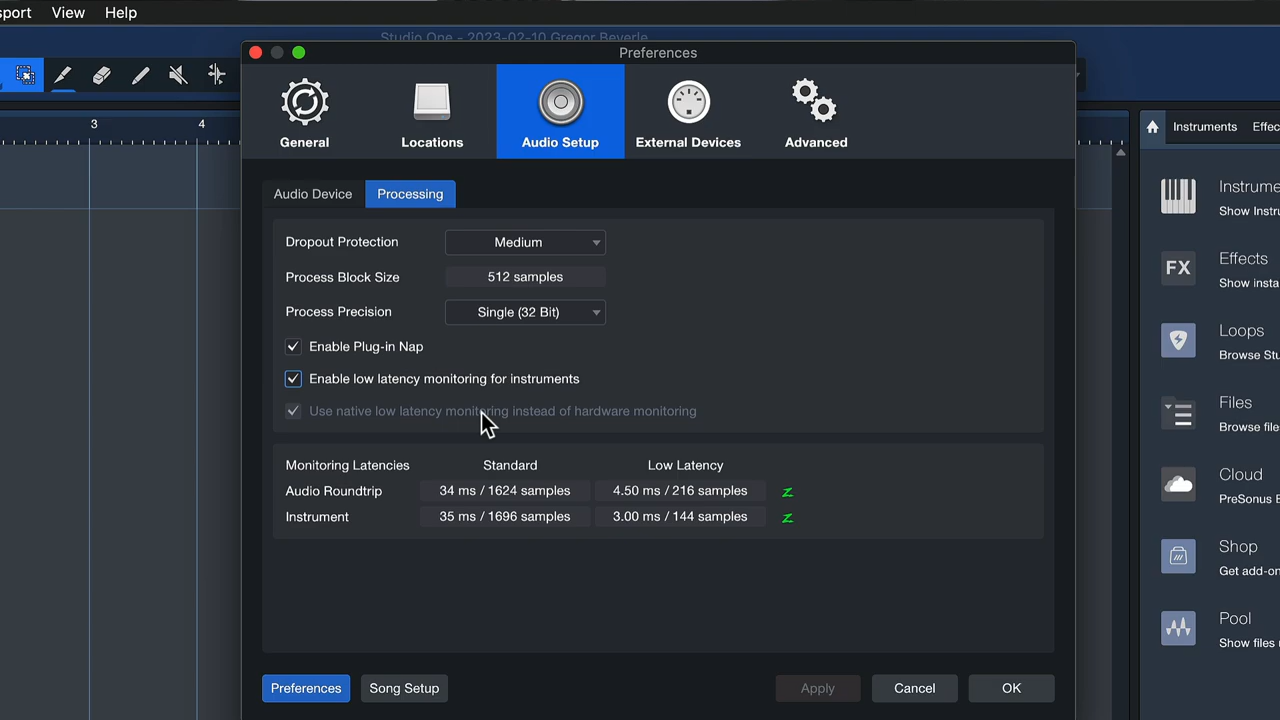 sport View Help
Studio One - 2023-02-10 Gregor Beyerle
Preferences
General
Locations
Audio Setup
External Devices
Advanced
3
4
Instruments Effec
Audio Device
Processing
Dropout Protection Medium
Process Block Size 512 samples
Process Precision Single (32 Bit)
Enable Plug-in Nap
Enable low latency monitoring for instruments
Use native low latency monitoring instead of hardware monitoring
Monitoring Latencies Standard Low Latency
Audio Roundtrip 34 ms / 1624 samples 4.50 ms / 216 samples Z
Instrument 35 ms / 1696 samples 3.00 ms / 144 samples Z
Preferences
Song Setup
Apply
Cancel
OK
Instrume
Show Instru
FX
Effects
Show insta
Loops
Browse Stu
Files
Browse file
Cloud
PreSonus E
Shop
Get add-on
Pool
Show files u